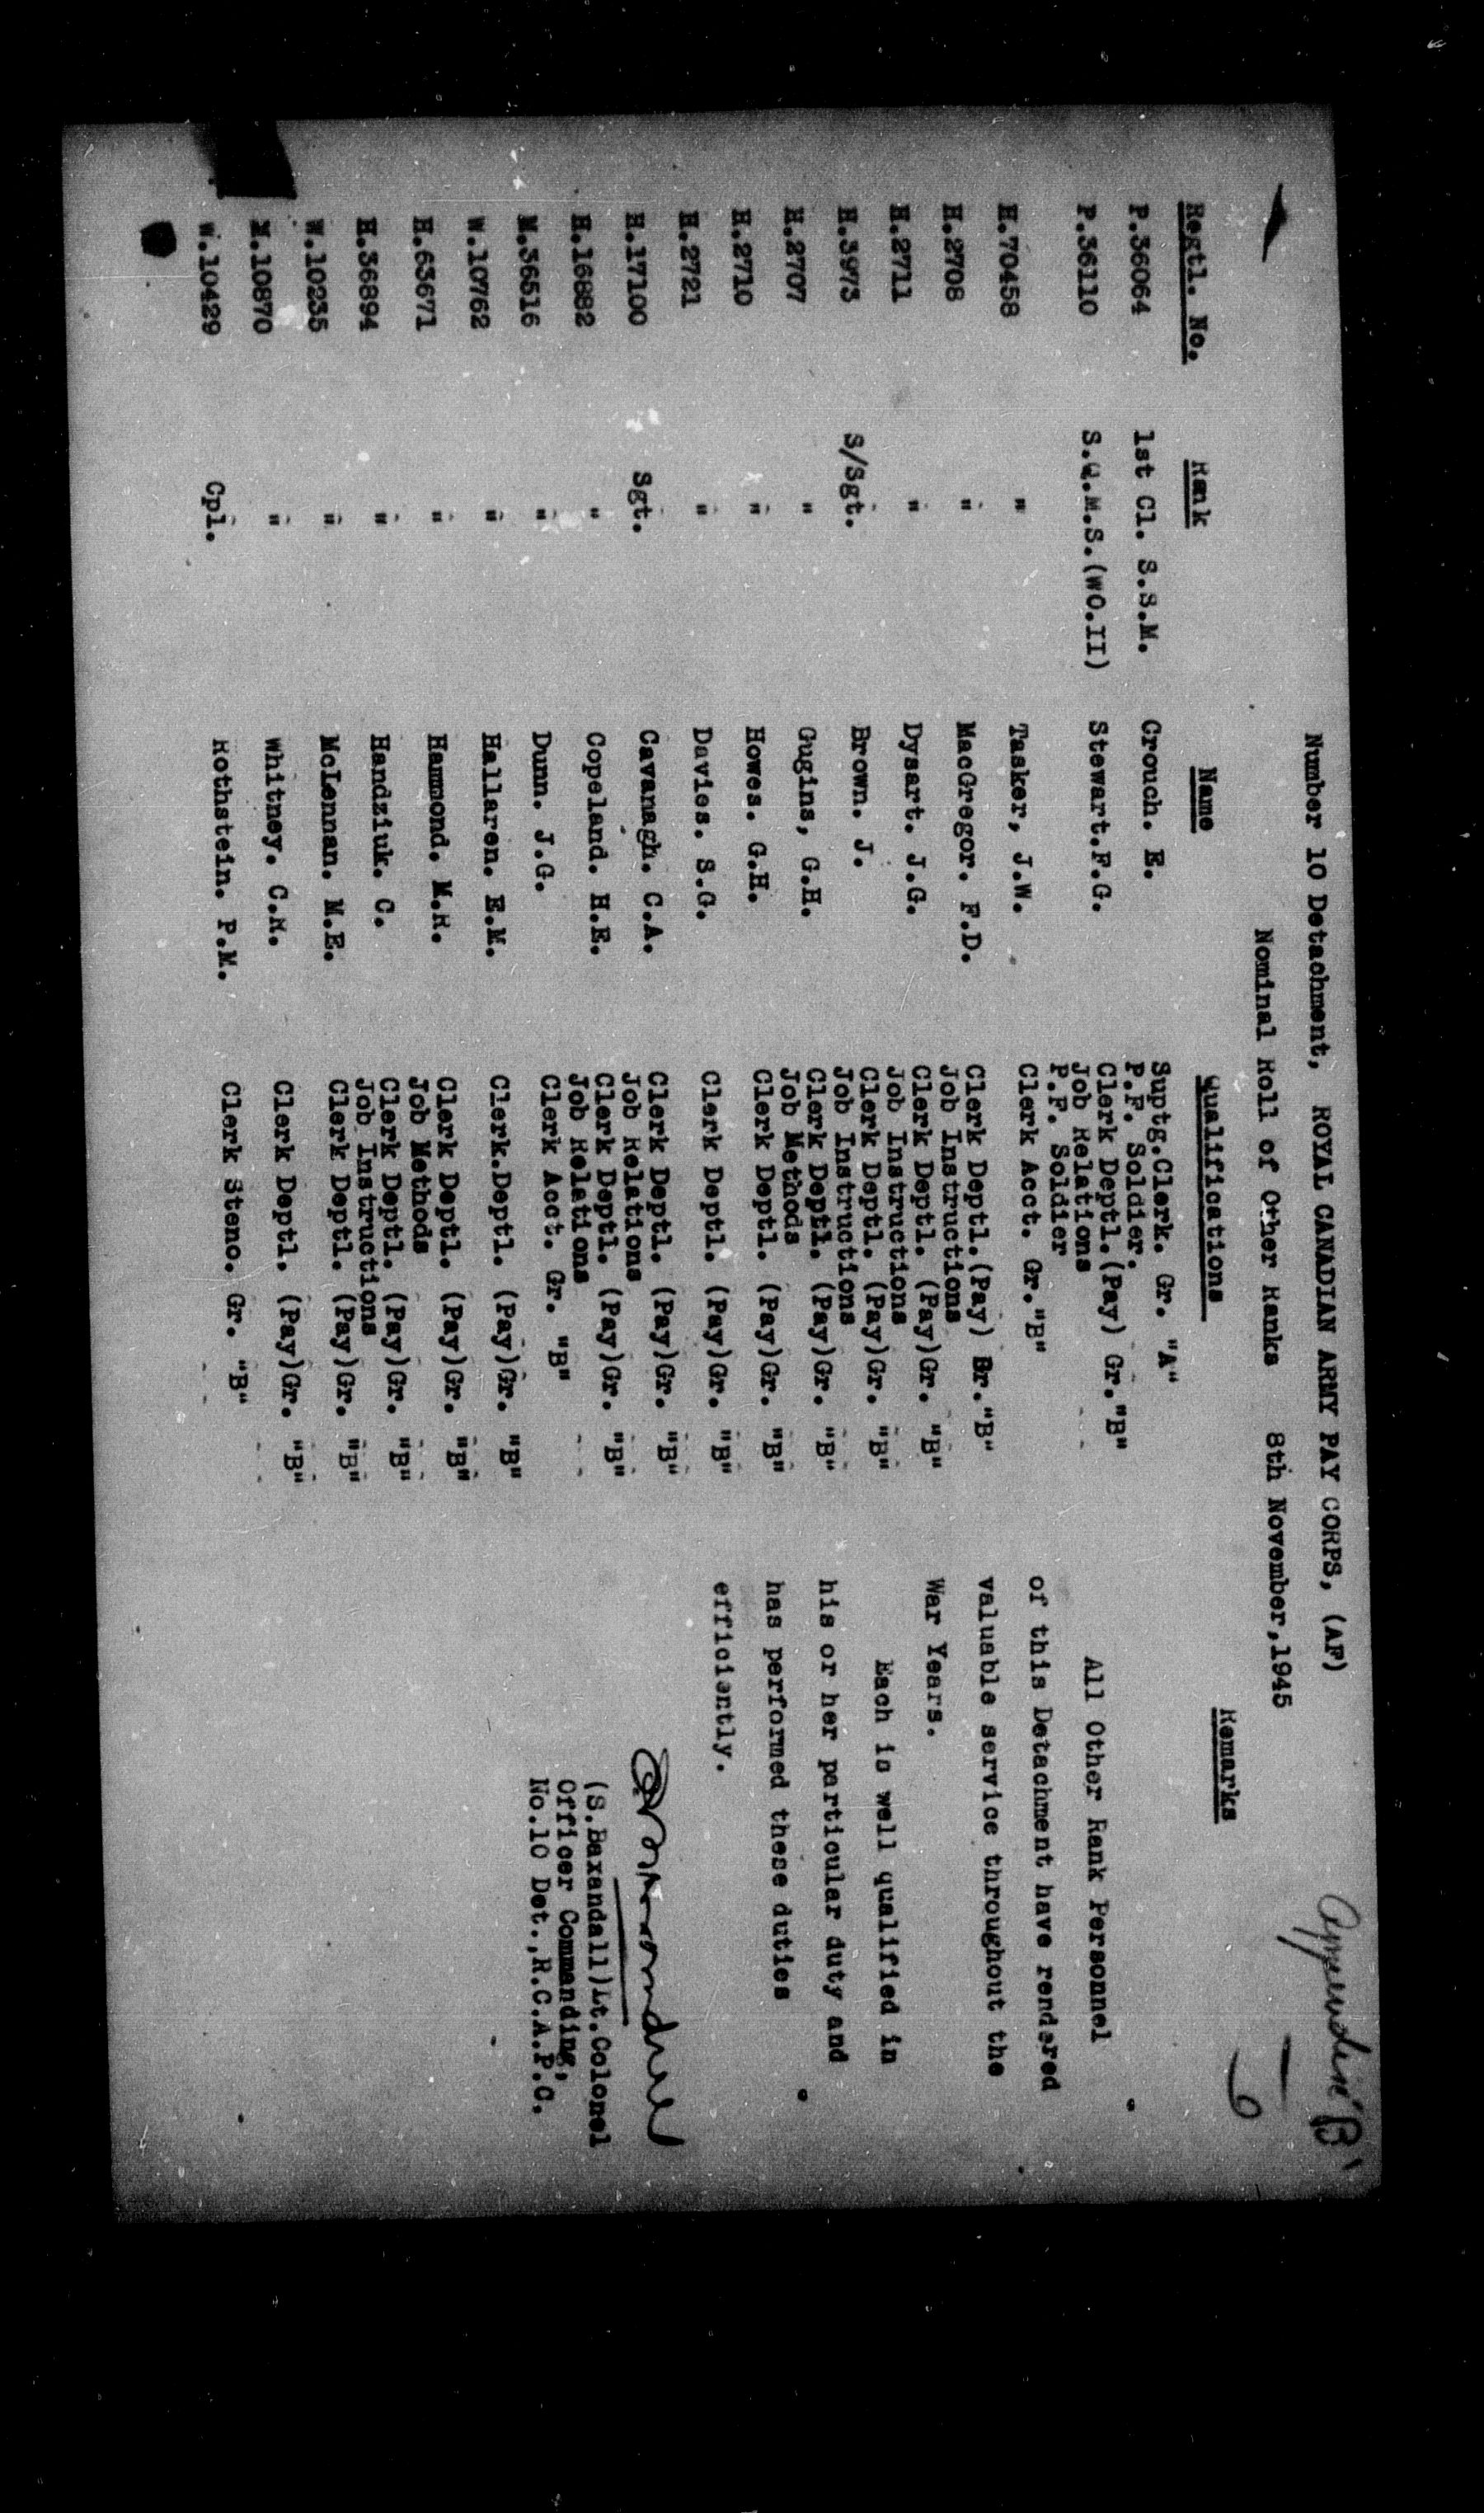 Appendix 'B'
Number 10 Detachment, ROYAL CANADIAN ARMY PAY CORPS, (AF)
Nominal Roll of Other Ranks 8th November,1945
Regtl. No. Rank Name Qualifications Remarks
P.36064 1st Cl. S.S.M. Crouch. E. Suptg.Clerk. Gr. "A"
P.F. Soldier.
P.36110 S.Q.M.S.(WO.II) Stewart.F.G. Clerk Deptl.(Pay) Gr."B"
Job Relations
P.F. Soldier
H.70458 " Tasker, J.W. Clerk Acct. Gr."B"
H.2708 " MacGregor. F.D. Clerk Deptl.(Pay) Br."B"
Job Instructions
H.2711 " Dysart. J.G. Clerk Deptl. (Pay)Gr. "B"
Job Instructions
H.3973 S/Sgt. Brown. J. Clerk Deptl. (Pay)Gr. "B"
Job Instructions
H.2707 " Gugins, G.H. Clerk Deptl. (Pay)Gr. "B"
Job Methods
H.2710 " Howes. G.H. Clerk Deptl. (Pay)Gr. "B"
H.2721 " Davies. S.G. Clerk Deptl. (Pay)Gr. "B"
H.17100 Sgt. Cavanagh. C.A. Clerk Deptl. (Pay)Gr. "B"
Job Relations
H.16882 " Copeland. H.E. Clerk Deptl. (Pay)Gr. "B"
Job Relations
M.36516 " Dunn. J.G. Clerk Acct. Gr. "B"
W.10762 " Hallaren. E.M. Clerk.Deptl. (Pay)Gr. "B"
H.63671 " Hammond. M.R. Clerk Deptl. (Pay)Gr. "B"
Job Methods
H.36894 " Handziuk. C. Clerk Deptl. (Pay)Gr. "B"
Job Instructions
W.10235 " McLennan. M.E. Clerk Deptl. (Pay)Gr. "B"
M.10870 " Whitney. C.M. Clerk Deptl. (Pay)Gr. "B"
W.10429 Cpl. Rothstein. P.M. Clerk Steno. Gr. "B"
All Other Rank Personnel
of this Detachment have rendered
valuable service throughout the
War Years.
Each is well qualified in
his or her particular duty and
has performed these duties
efficiently.
(S.Baxandall)Lt.Colonel
Officer Commanding,
No.10 Det.,R.C.A.P.C.